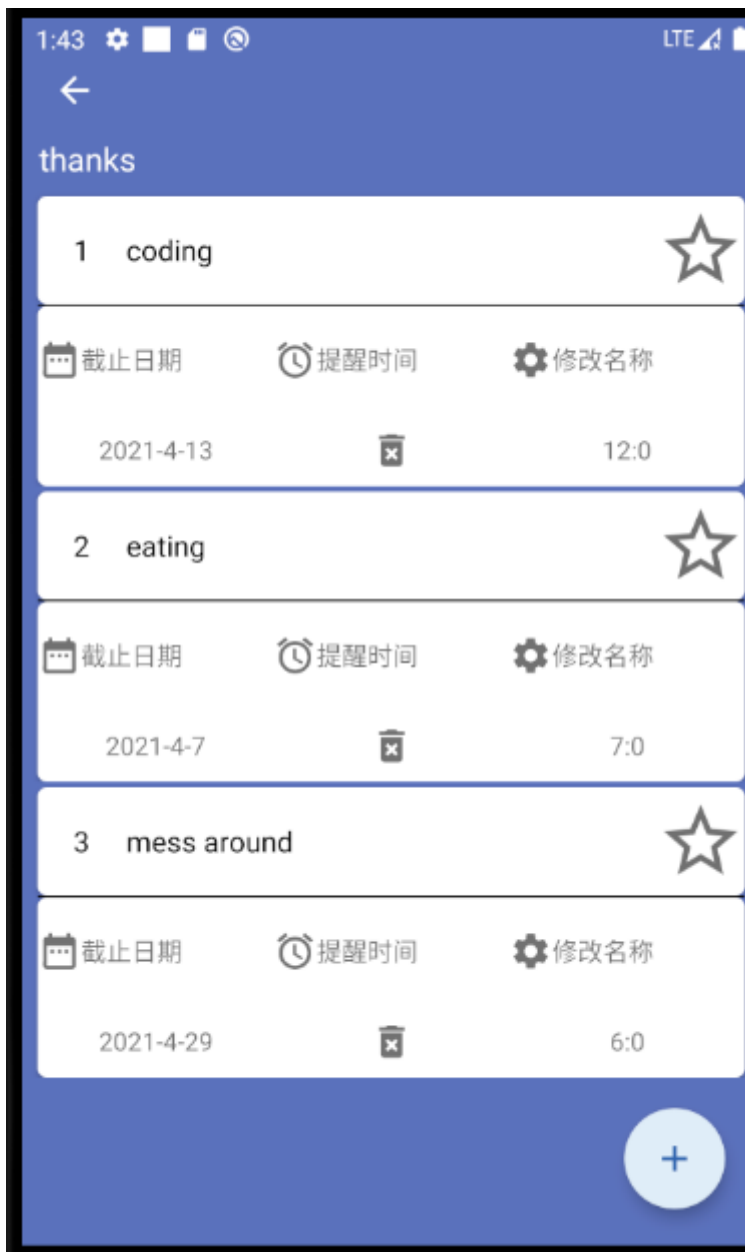 1:43 LTE
thanks
1 coding
截止日期 提醒时间 修改名称
2021-4-13 12:0
2 eating
截止日期 提醒时间 修改名称
2021-4-7 7:0
3 mess around
截止日期 提醒时间 修改名称
2021-4-29 6:0